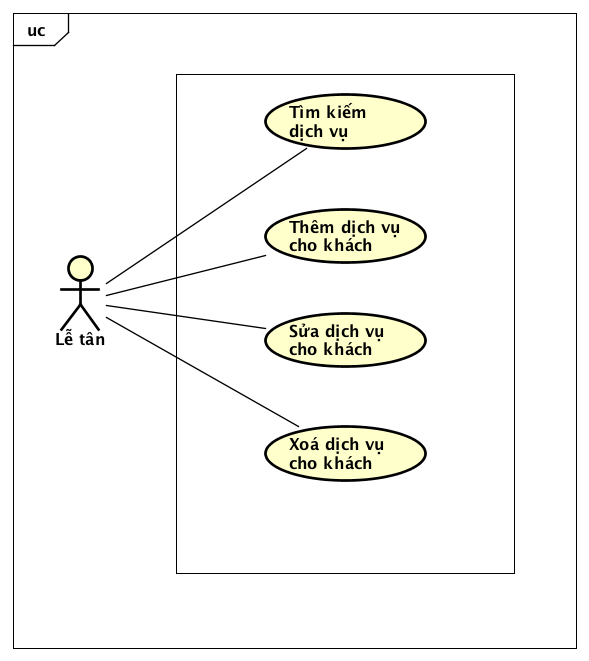 uc
Tìm kiếm
dịch vụ
Thêm dịch vụ
cho khách
Sửa dịch vụ
cho khách
Lễ tân
Xoá dịch vụ
cho khách